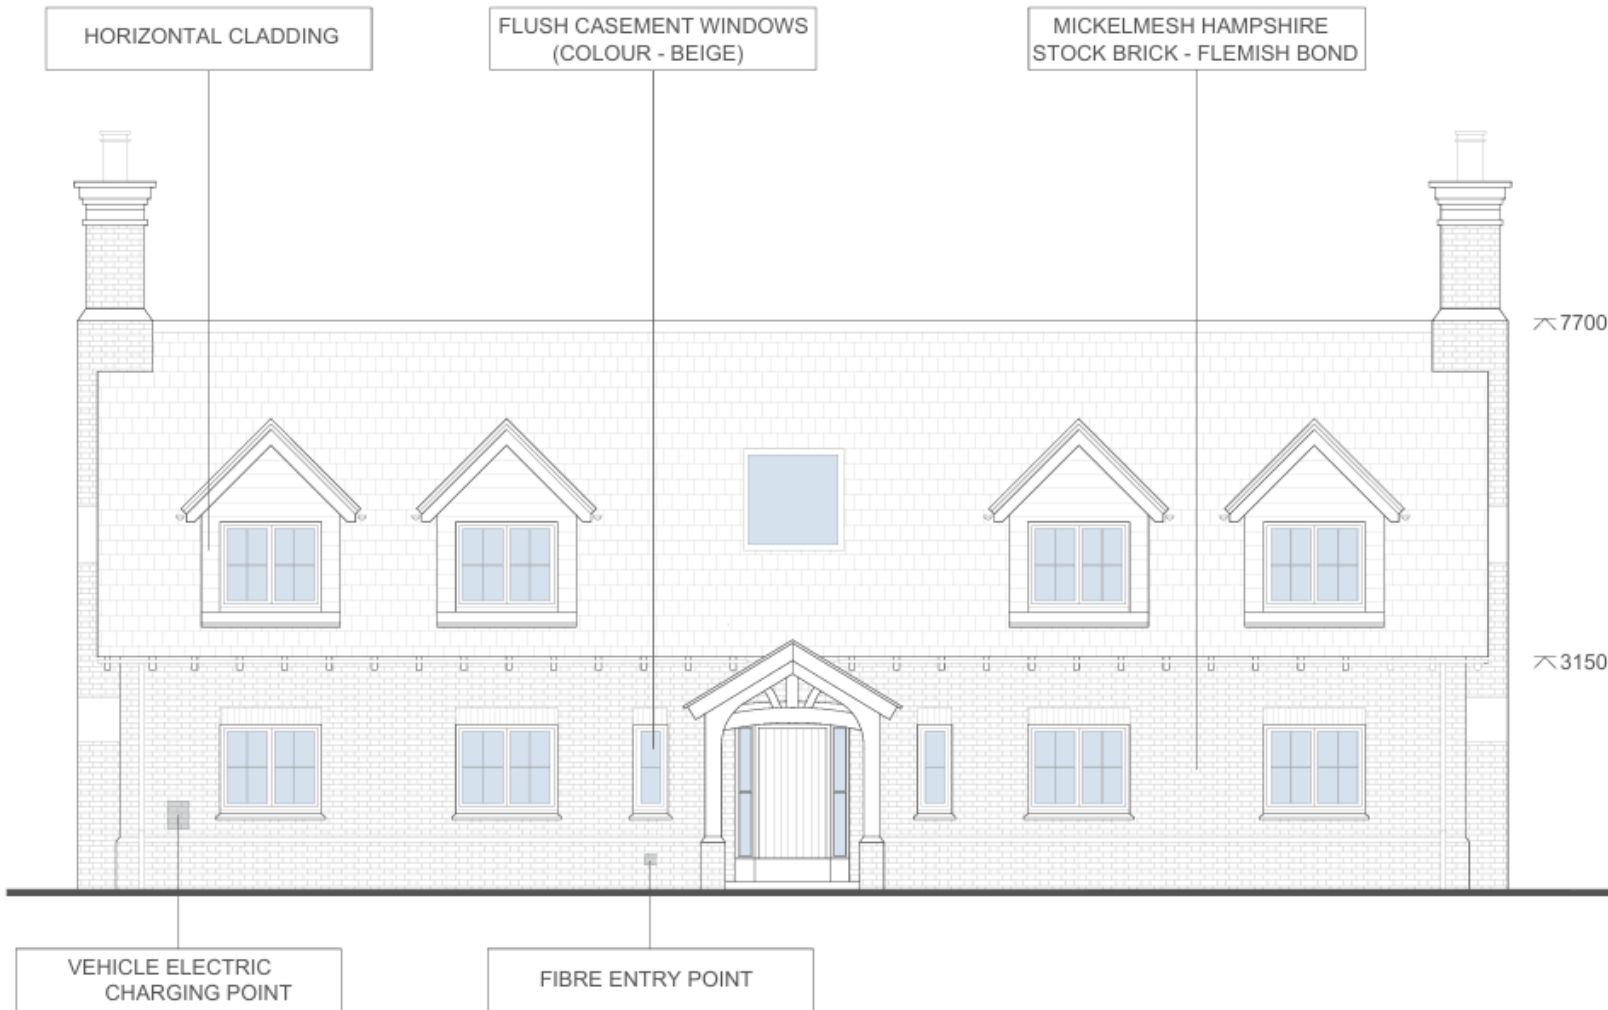 HORIZONTAL CLADDING
FLUSH CASEMENT WINDOWS
(COLOUR - BEIGE)
MICKELMESH HAMPSHIRE
STOCK BRICK - FLEMISH BOND
7700
3150
VEHICLE ELECTRIC
CHARGING POINT
FIBRE ENTRY POINT